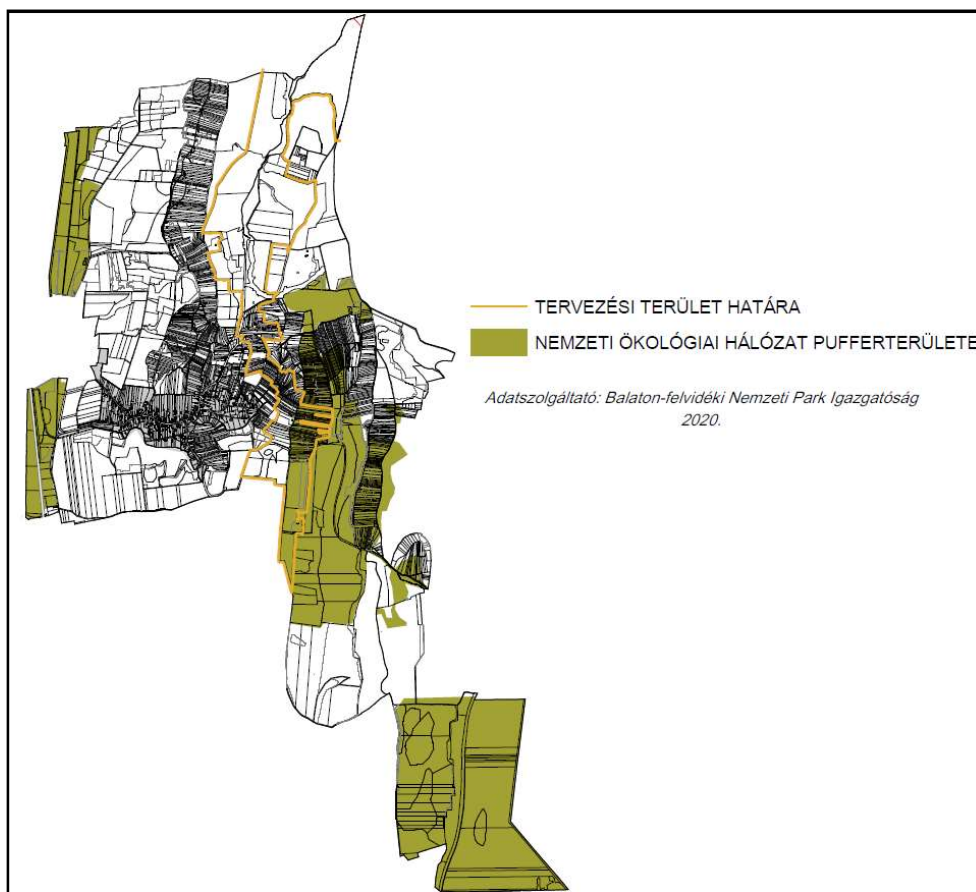 TERVEZÉSI TERÜLET HATÁRA
NEMZETI ÖKOLÓGIAI HÁLÓZAT PUFFERTERÜLETE
Adatszolgáltató: Balaton-felvidéki Nemzeti Park Igazgatóság
2020.